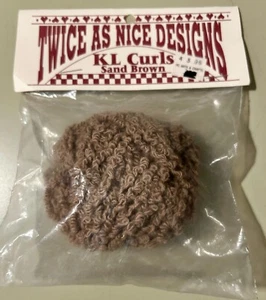 TWICE AS NICE DESIGNS
KL Curls
Sand Brown